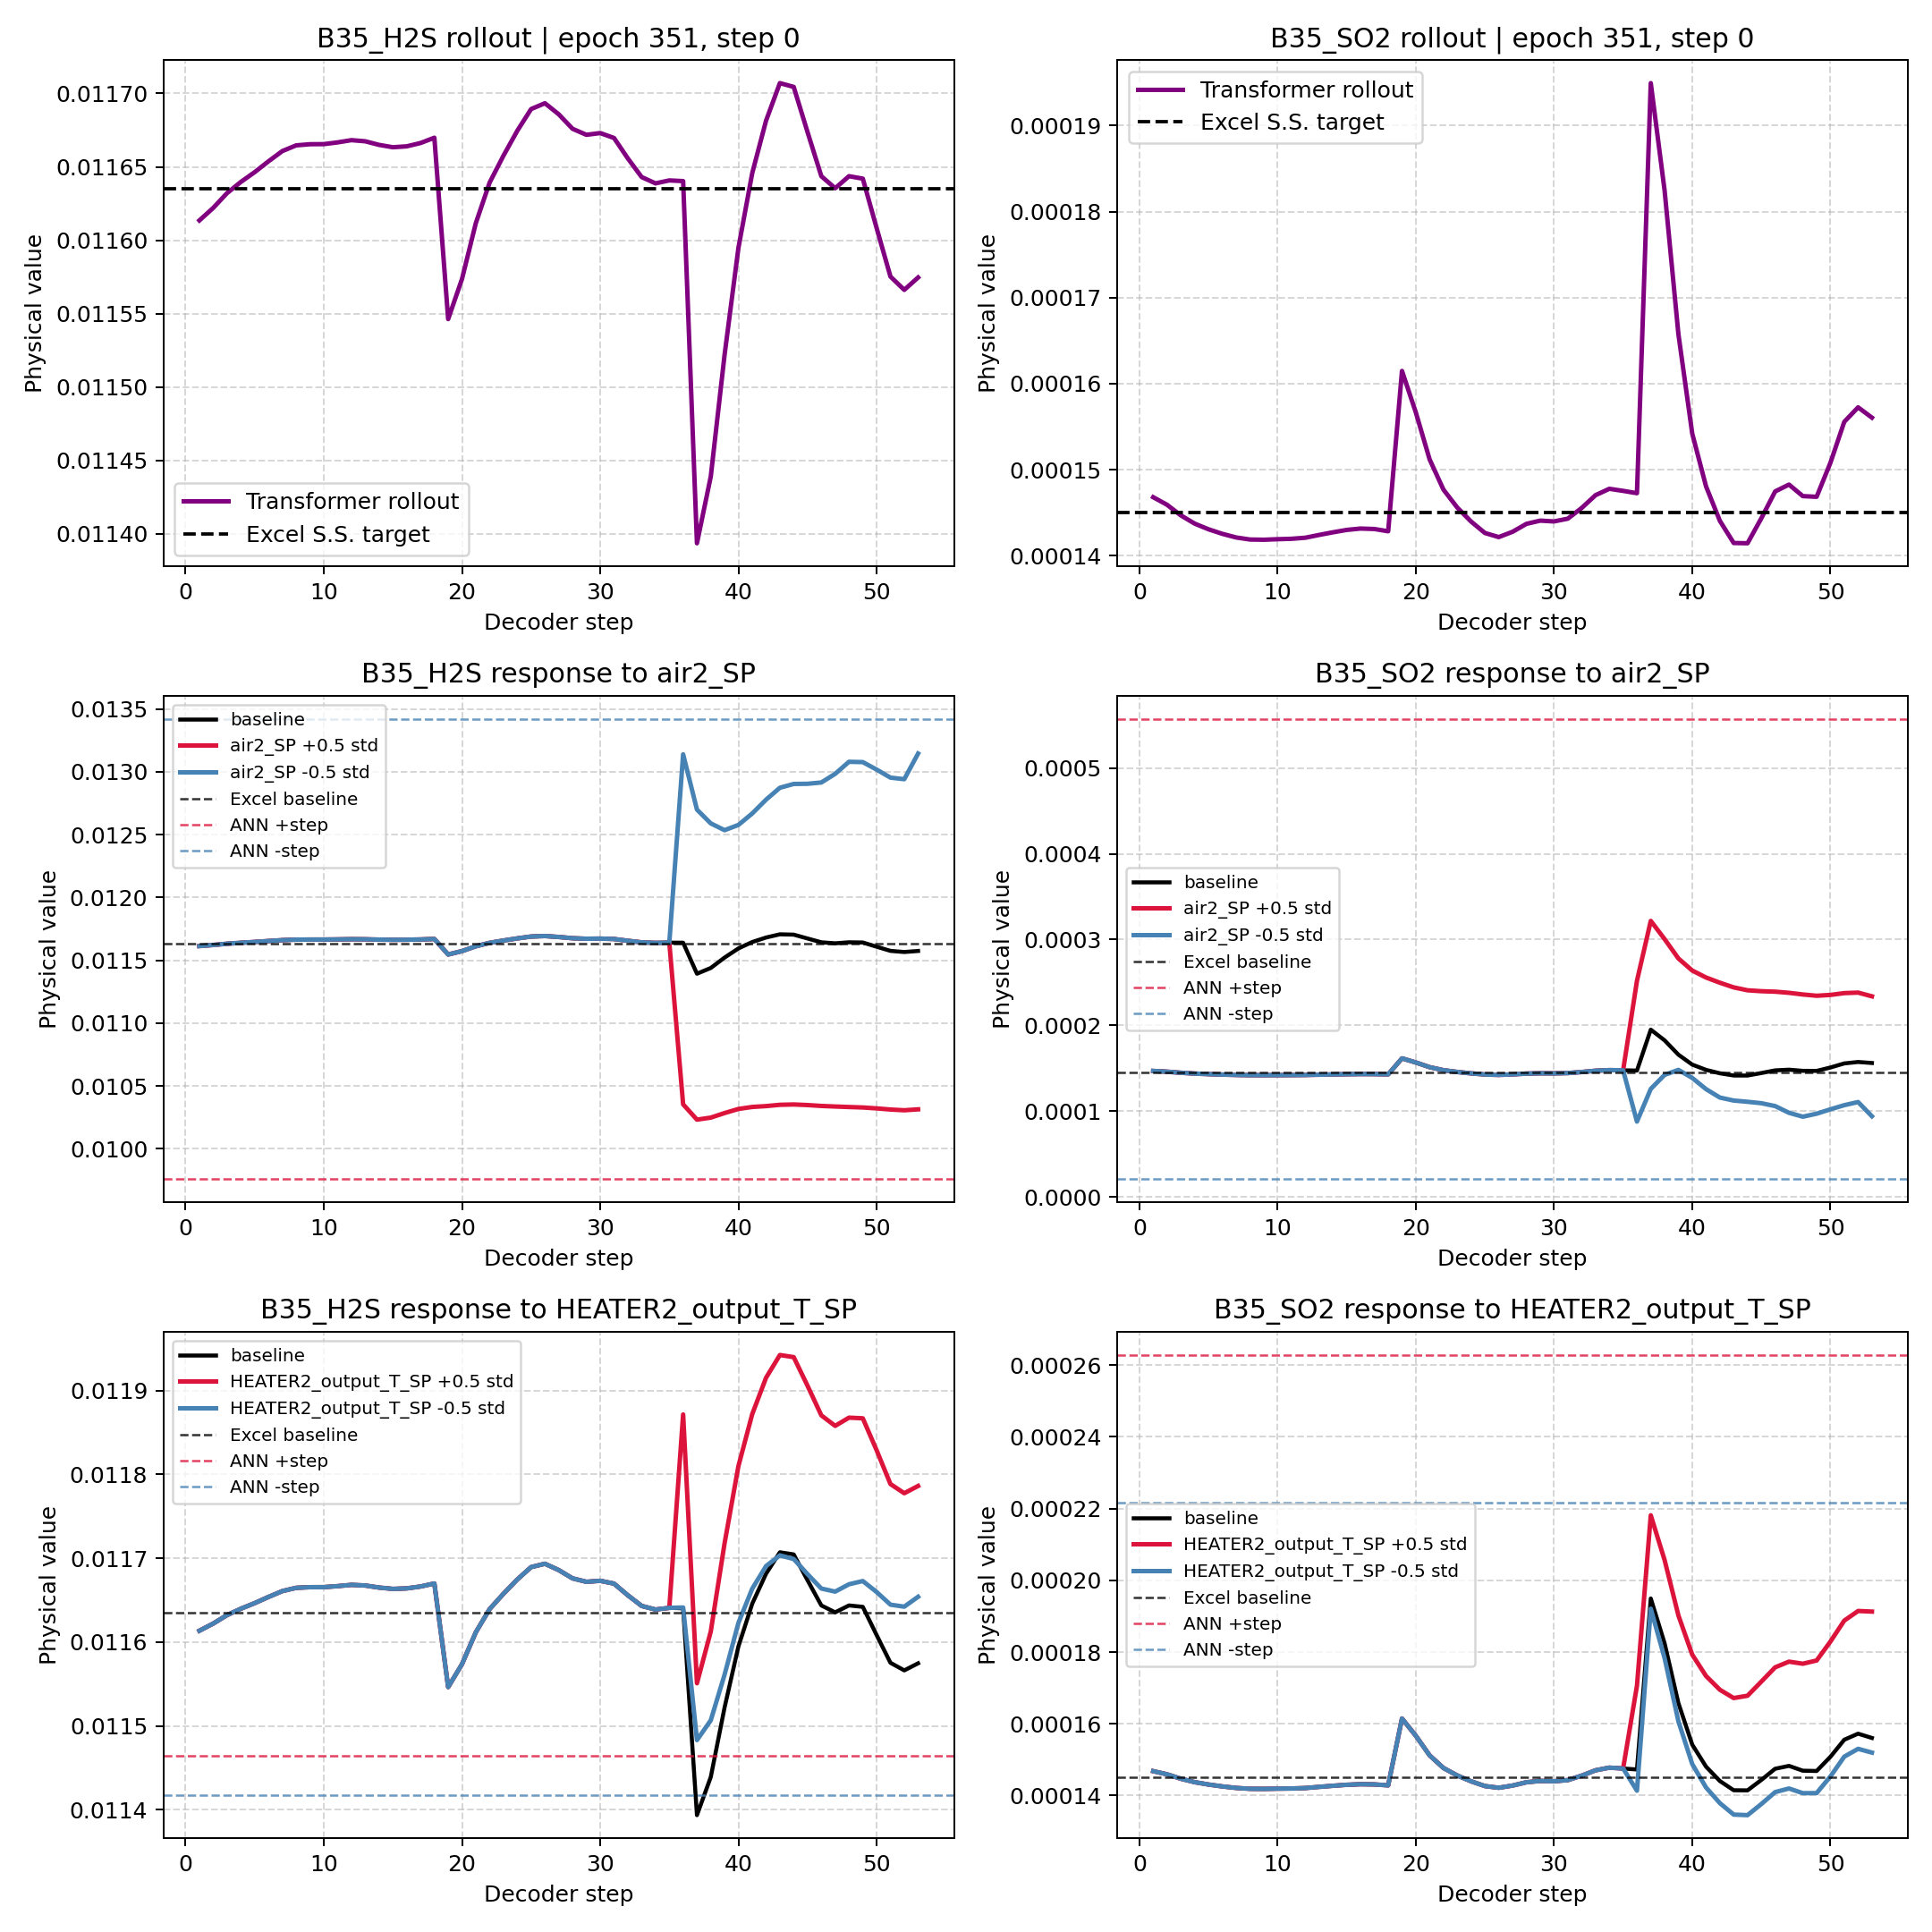 B35_H2S rollout | epoch 351, step 0
Physical value
0.01170
0.01165
0.01160
0.01155
0.01150
0.01145
0.01140
Transformer rollout
Excel S.S. target
0 10 20 30 40 50
Decoder step
B35_SO2 rollout | epoch 351, step 0
Physical value
0.00019
0.00018
0.00017
0.00016
0.00015
0.00014
Transformer rollout
Excel S.S. target
0 10 20 30 40 50
Decoder step
B35_H2S response to air2_SP
Physical value
0.0135
0.0130
0.0125
0.0120
0.0115
0.0110
0.0105
0.0100
baseline
air2_SP +0.5 std
air2_SP -0.5 std
Excel baseline
ANN +step
ANN -step
0 10 20 30 40 50
Decoder step
B35_SO2 response to air2_SP
Physical value
0.0005
0.0004
0.0003
0.0002
0.0001
0.0000
baseline
air2_SP +0.5 std
air2_SP -0.5 std
Excel baseline
ANN +step
ANN -step
0 10 20 30 40 50
Decoder step
B35_H2S response to HEATER2_output_T_SP
Physical value
0.0119
0.0118
0.0117
0.0116
0.0115
0.0114
baseline
HEATER2_output_T_SP +0.5 std
HEATER2_output_T_SP -0.5 std
Excel baseline
ANN +step
ANN -step
0 10 20 30 40 50
Decoder step
B35_SO2 response to HEATER2_output_T_SP
Physical value
0.00026
0.00024
0.00022
0.00020
0.00018
0.00016
0.00014
baseline
HEATER2_output_T_SP +0.5 std
HEATER2_output_T_SP -0.5 std
Excel baseline
ANN +step
ANN -step
0 10 20 30 40 50
Decoder step